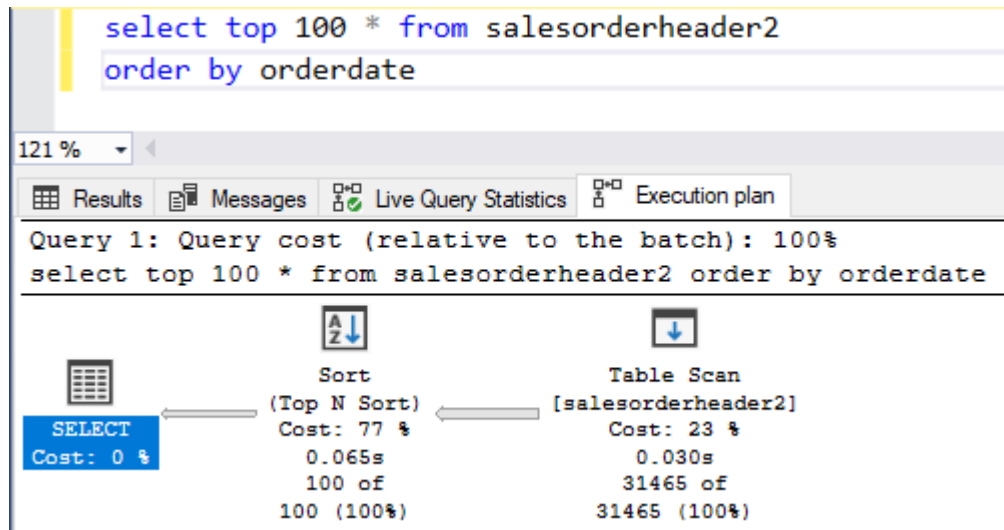 select top 100 * from salesorderheader2
order by orderdate
121 %
Results Messages Live Query Statistics Execution plan
Query 1: Query cost (relative to the batch): 100%
select top 100 * from salesorderheader2 order by orderdate
SELECT
Cost: 0 %
Sort
(Top N Sort)
Cost: 77 %
0.065s
100 of
100 (100%)
Table Scan
[salesorderheader2]
Cost: 23 %
0.030s
31465 of
31465 (100%)